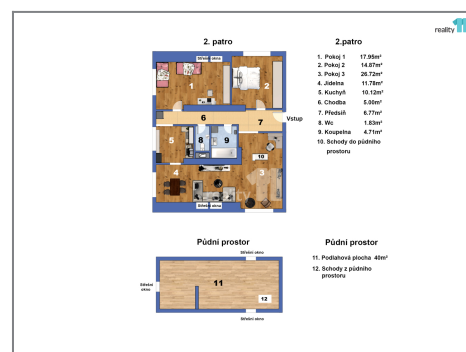 reality
2. patro
Střešní okno
1
2
6
7
Vstup
5
8
9
10
4
3
reality
Střešní okno
2.patro
1. Pokoj 1 17.95m²
2. Pokoj 2 14.87m²
3. Pokoj 3 26.72m²
4. Jídelna 11.78m²
5. Kuchyň 10.12m²
6. Chodba 5.00m²
7. Předsíň 6.77m²
8. Wc 1.83m²
9. Koupelna 4.71m²
10. Schody do půdního
prostoru
Půdní prostor
Střešní okno
Střešní
okno
11
12
Střešní okno
Půdní prostor
11. Podlahová plocha 40m²
12. Schody z půdního
prostoru